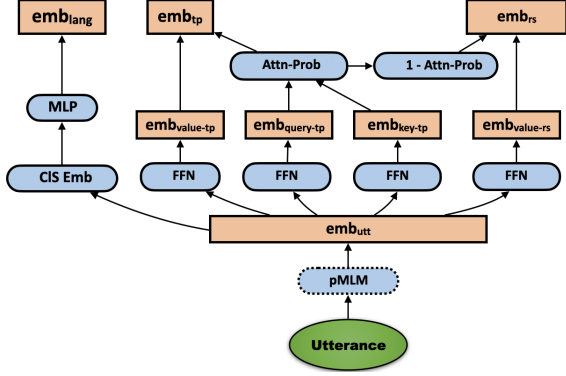 emb_lang
emb_tp
emb_rs
Attn-Prob
1 - Attn-Prob
MLP
emb_value-tp
emb_query-tp
emb_key-tp
emb_value-rs
ClS Emb
FFN
FFN
FFN
FFN
emb_utt
pMLM
Utterance